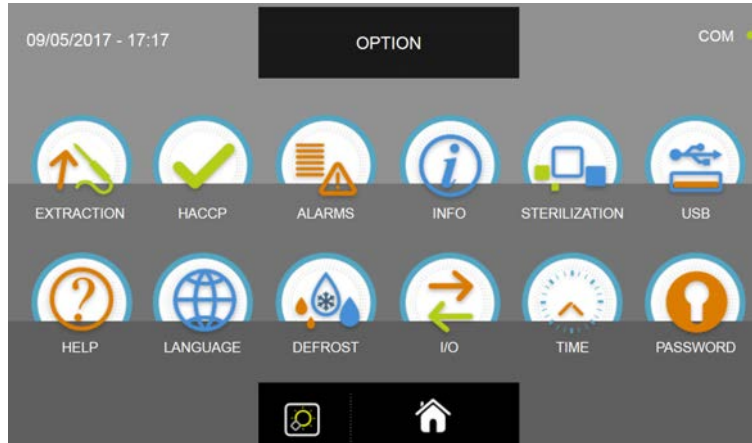 09/05/2017 - 17:17
OPTION
COM
EXTRACTION
HACCP
ALARMS
INFO
STERILIZATION
USB
HELP
LANGUAGE
DEFROST
I/O
TIME
PASSWORD